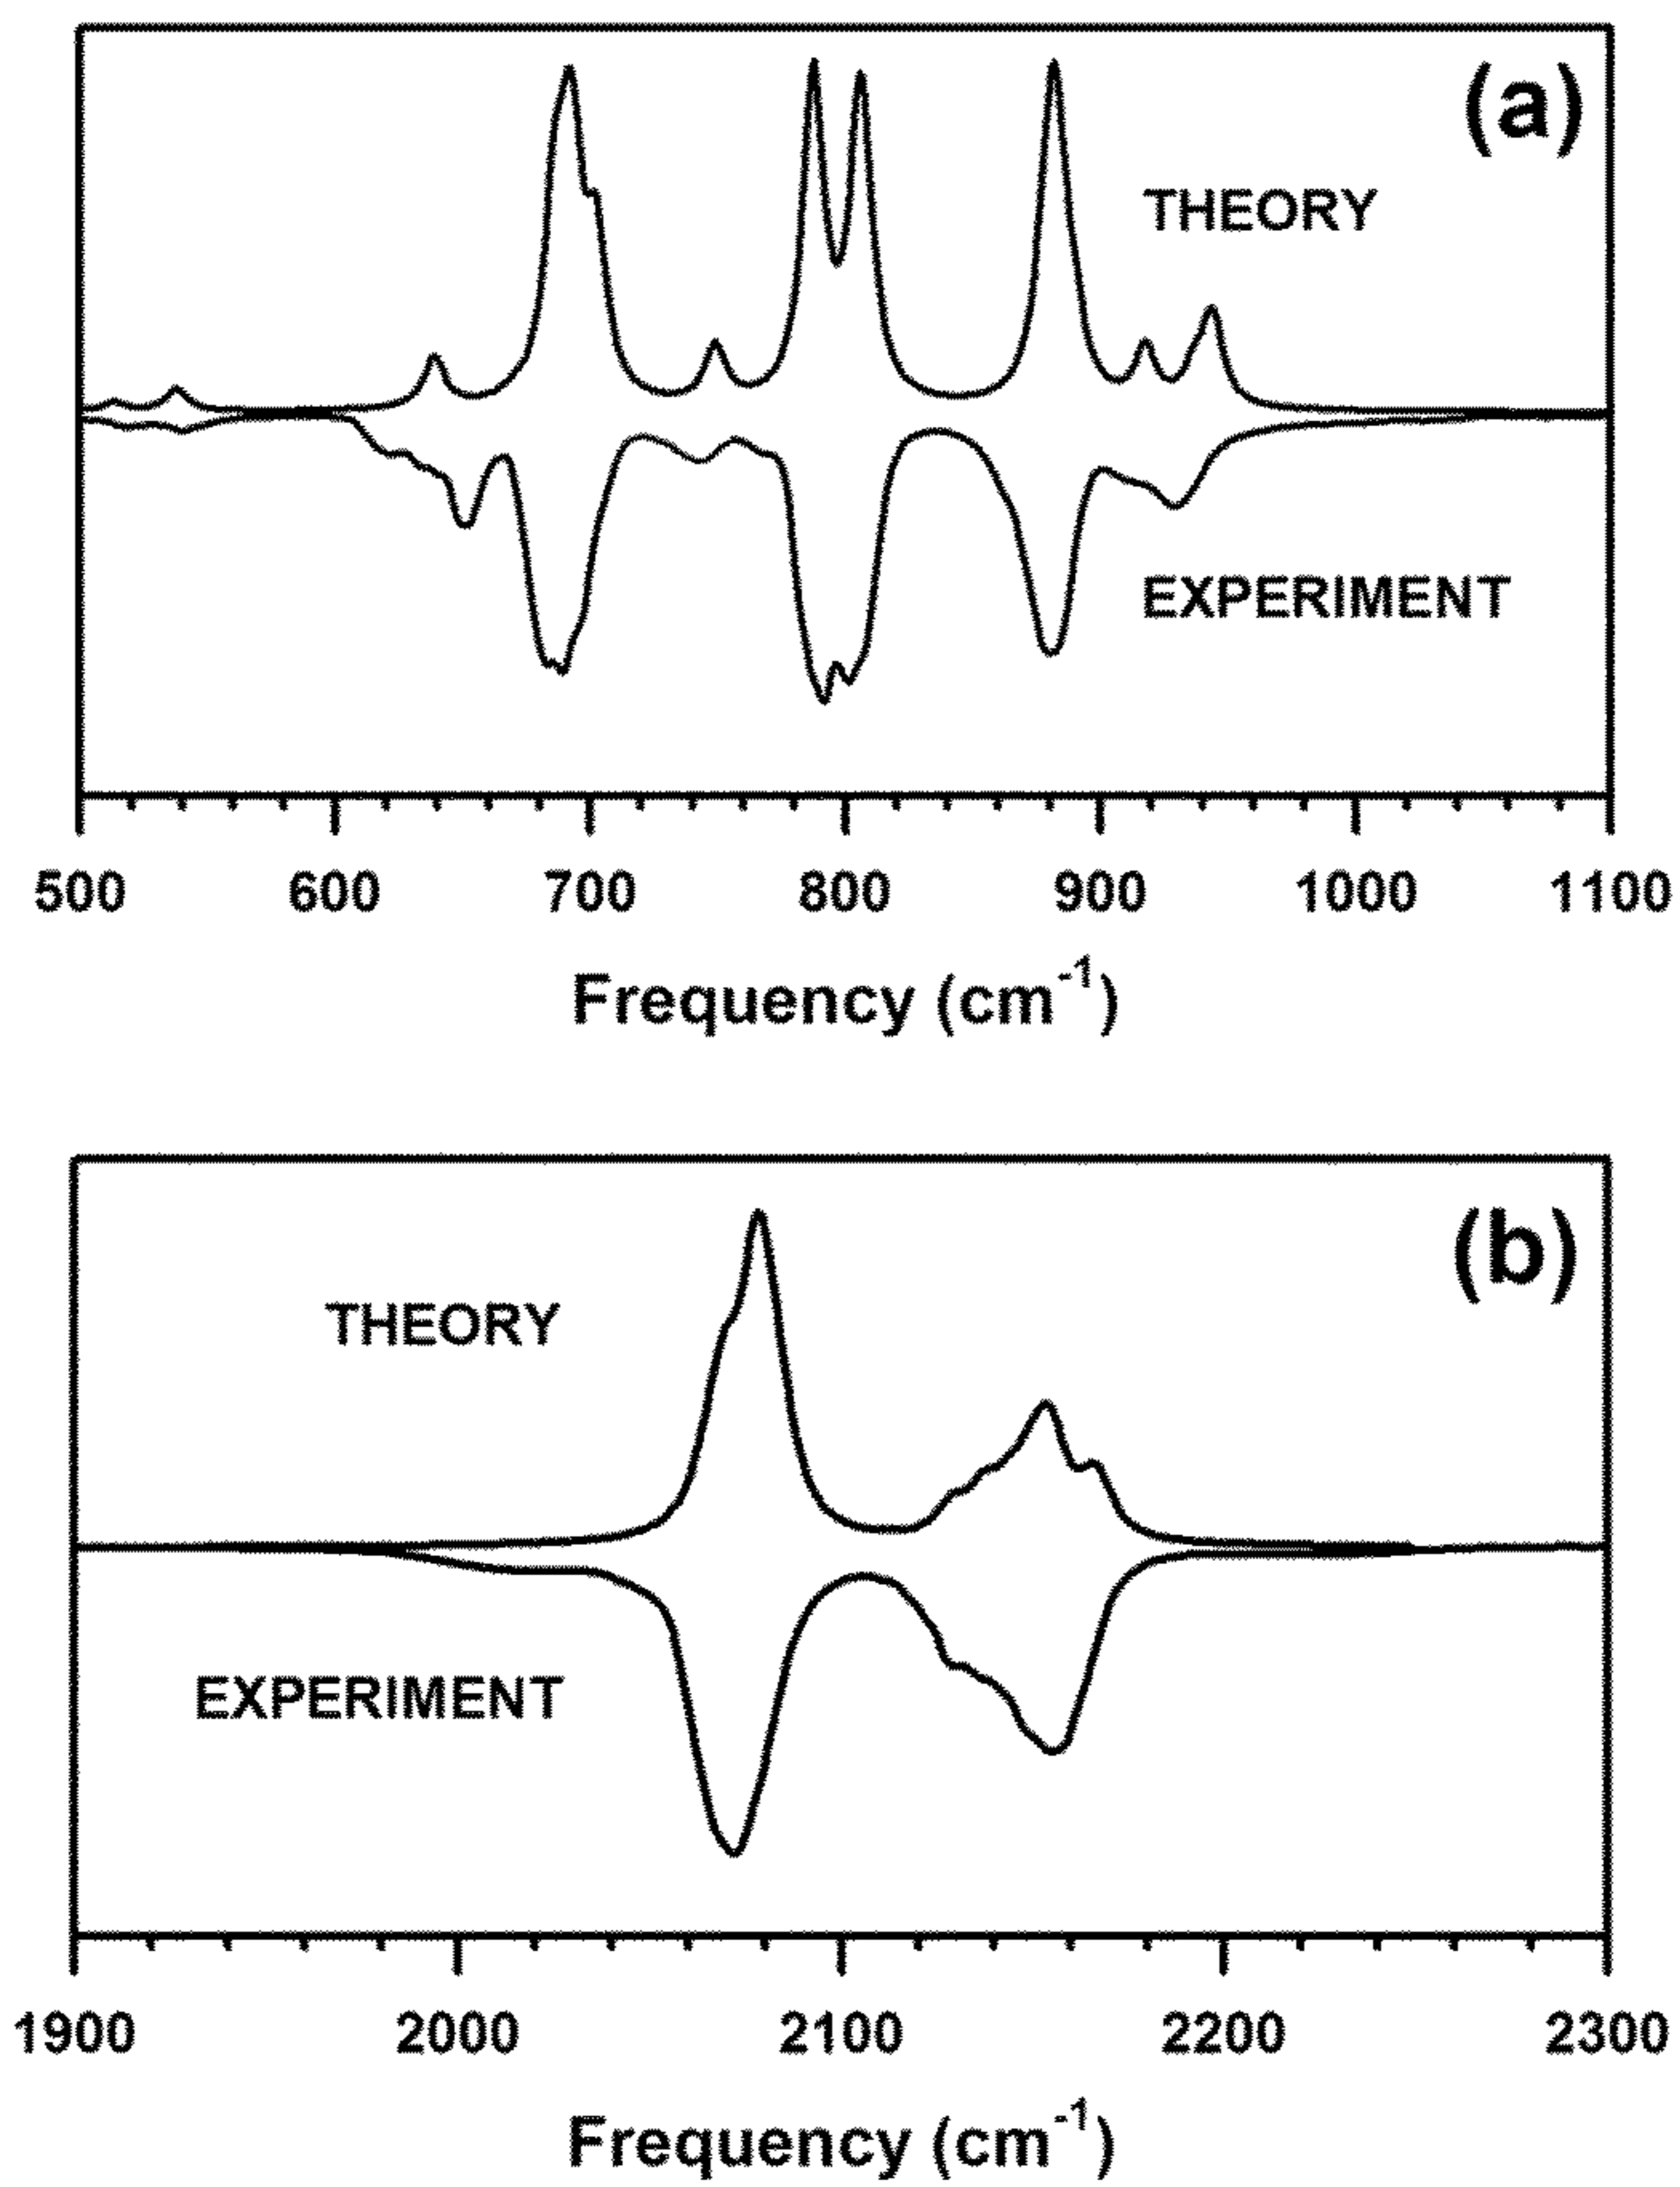 (a)
THEORY
EXPERIMENT
500 600 700 800 900 1000 1100
Frequency (cm⁻¹)
(b)
THEORY
EXPERIMENT
1900 2000 2100 2200 2300
Frequency (cm⁻¹)